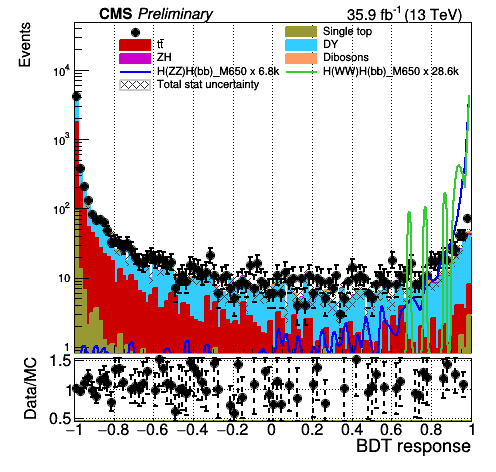 CMS Preliminary 35.9 fb⁻¹ (13 TeV)
Events
Single top
tt̄ DY
ZH Dibosons
H(ZZ)H(bb)_M650 x 6.8k H(WW)H(bb)_M650 x 28.6k
Total stat uncertainty
10⁴
10³
10²
10
1
Data/MC
1.5
1
0.5
−1 −0.8 −0.6 −0.4 −0.2 0 0.2 0.4 0.6 0.8 1
BDT response